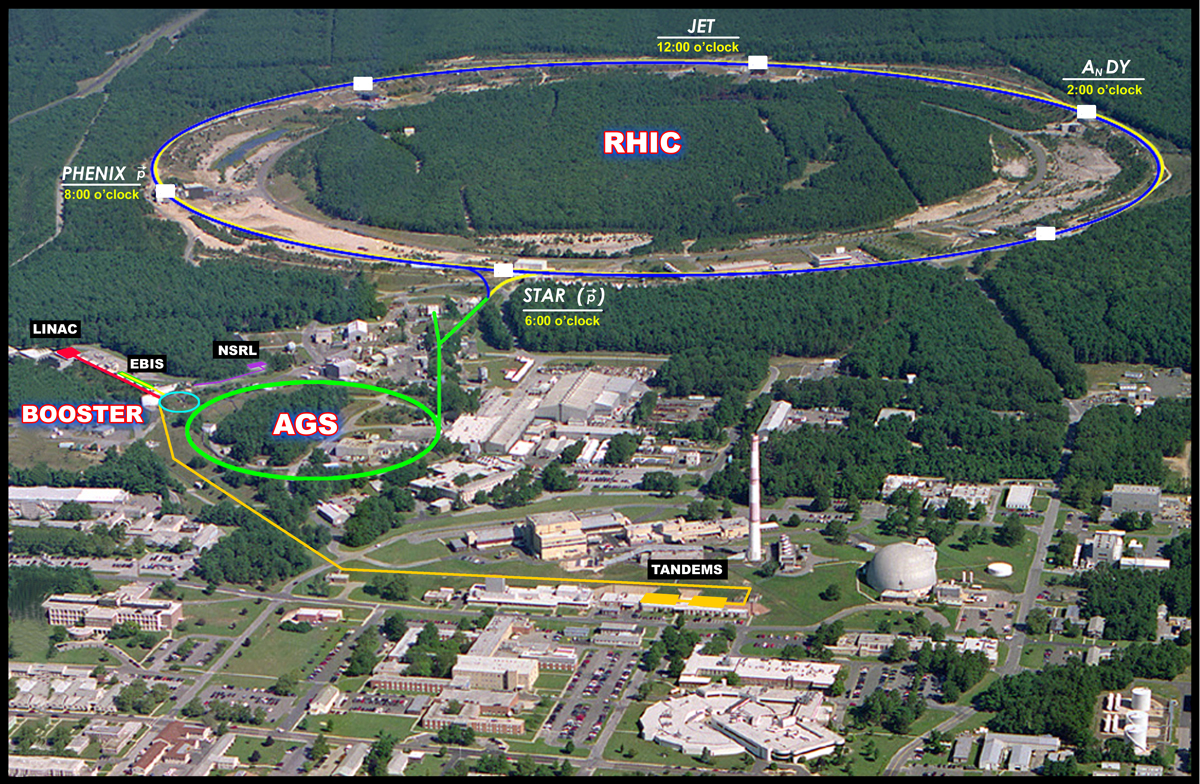 JET
12:00 o'clock
AN DY
2:00 o'clock
RHIC
PHENIX p
8:00 o'clock
STAR (p)
6:00 o'clock
LINAC
EBIS
NSRL
BOOSTER
AGS
TANDEMS